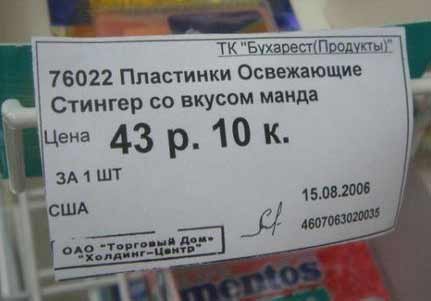 ТК "Бухарест(Продукты)"
76022 Пластинки Освежающие
Стингер со вкусом манда
Цена 43 р. 10 к.
ЗА 1 ШТ
США
15.08.2006
4607063020035
ОАО "Торговый Дом"
"Холдинг-Центр"
mentos